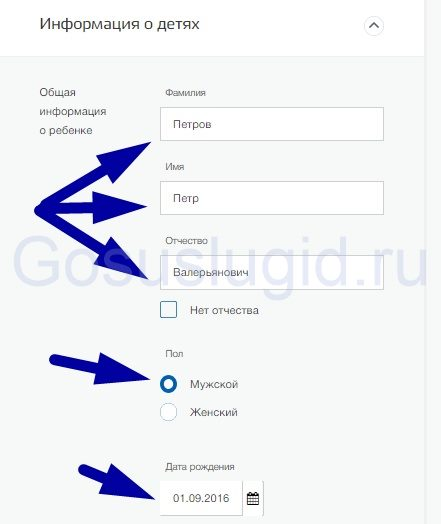 Информация о детях
Общая
информация
о ребенке
Фамилия
Петров
Имя
Петр
Отчество
Валерьянович
Gosuslugid.ru
Нет отчества
Пол
Мужской
Женский
Дата рождения
01.09.2016